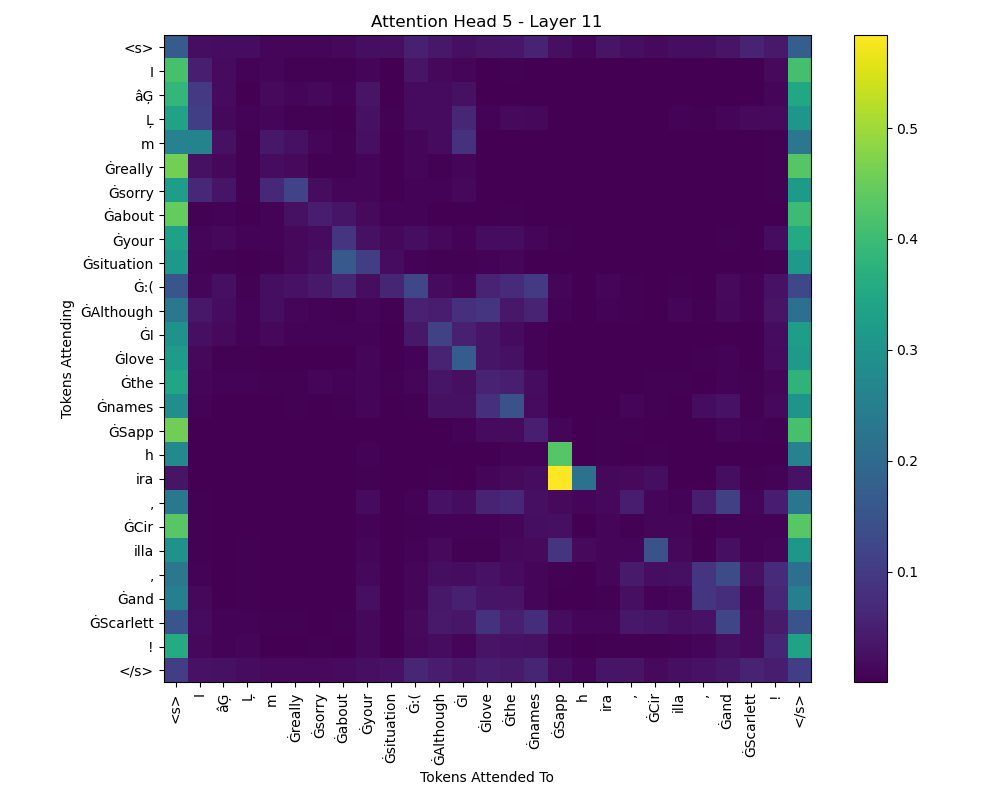 Attention Head 5 - Layer 11
Tokens Attending
<s>
I
âĢ
Ļ
m
Ġreally
Ġsorry
Ġabout
Ġyour
Ġsituation
Ġ:(
ĠAlthough
ĠI
Ġlove
Ġthe
Ġnames
ĠSapp
h
ira
,
ĠCir
illa
,
Ġand
ĠScarlett
!
</s>
<s>
I
âĢ
Ļ
m
Ġreally
Ġsorry
Ġabout
Ġyour
Ġsituation
Ġ:(
ĠAlthough
ĠI
Ġlove
Ġthe
Ġnames
ĠSapp
h
ira
,
ĠCir
illa
,
Ġand
ĠScarlett
!
</s>
Tokens Attended To
0.5
0.4
0.3
0.2
0.1